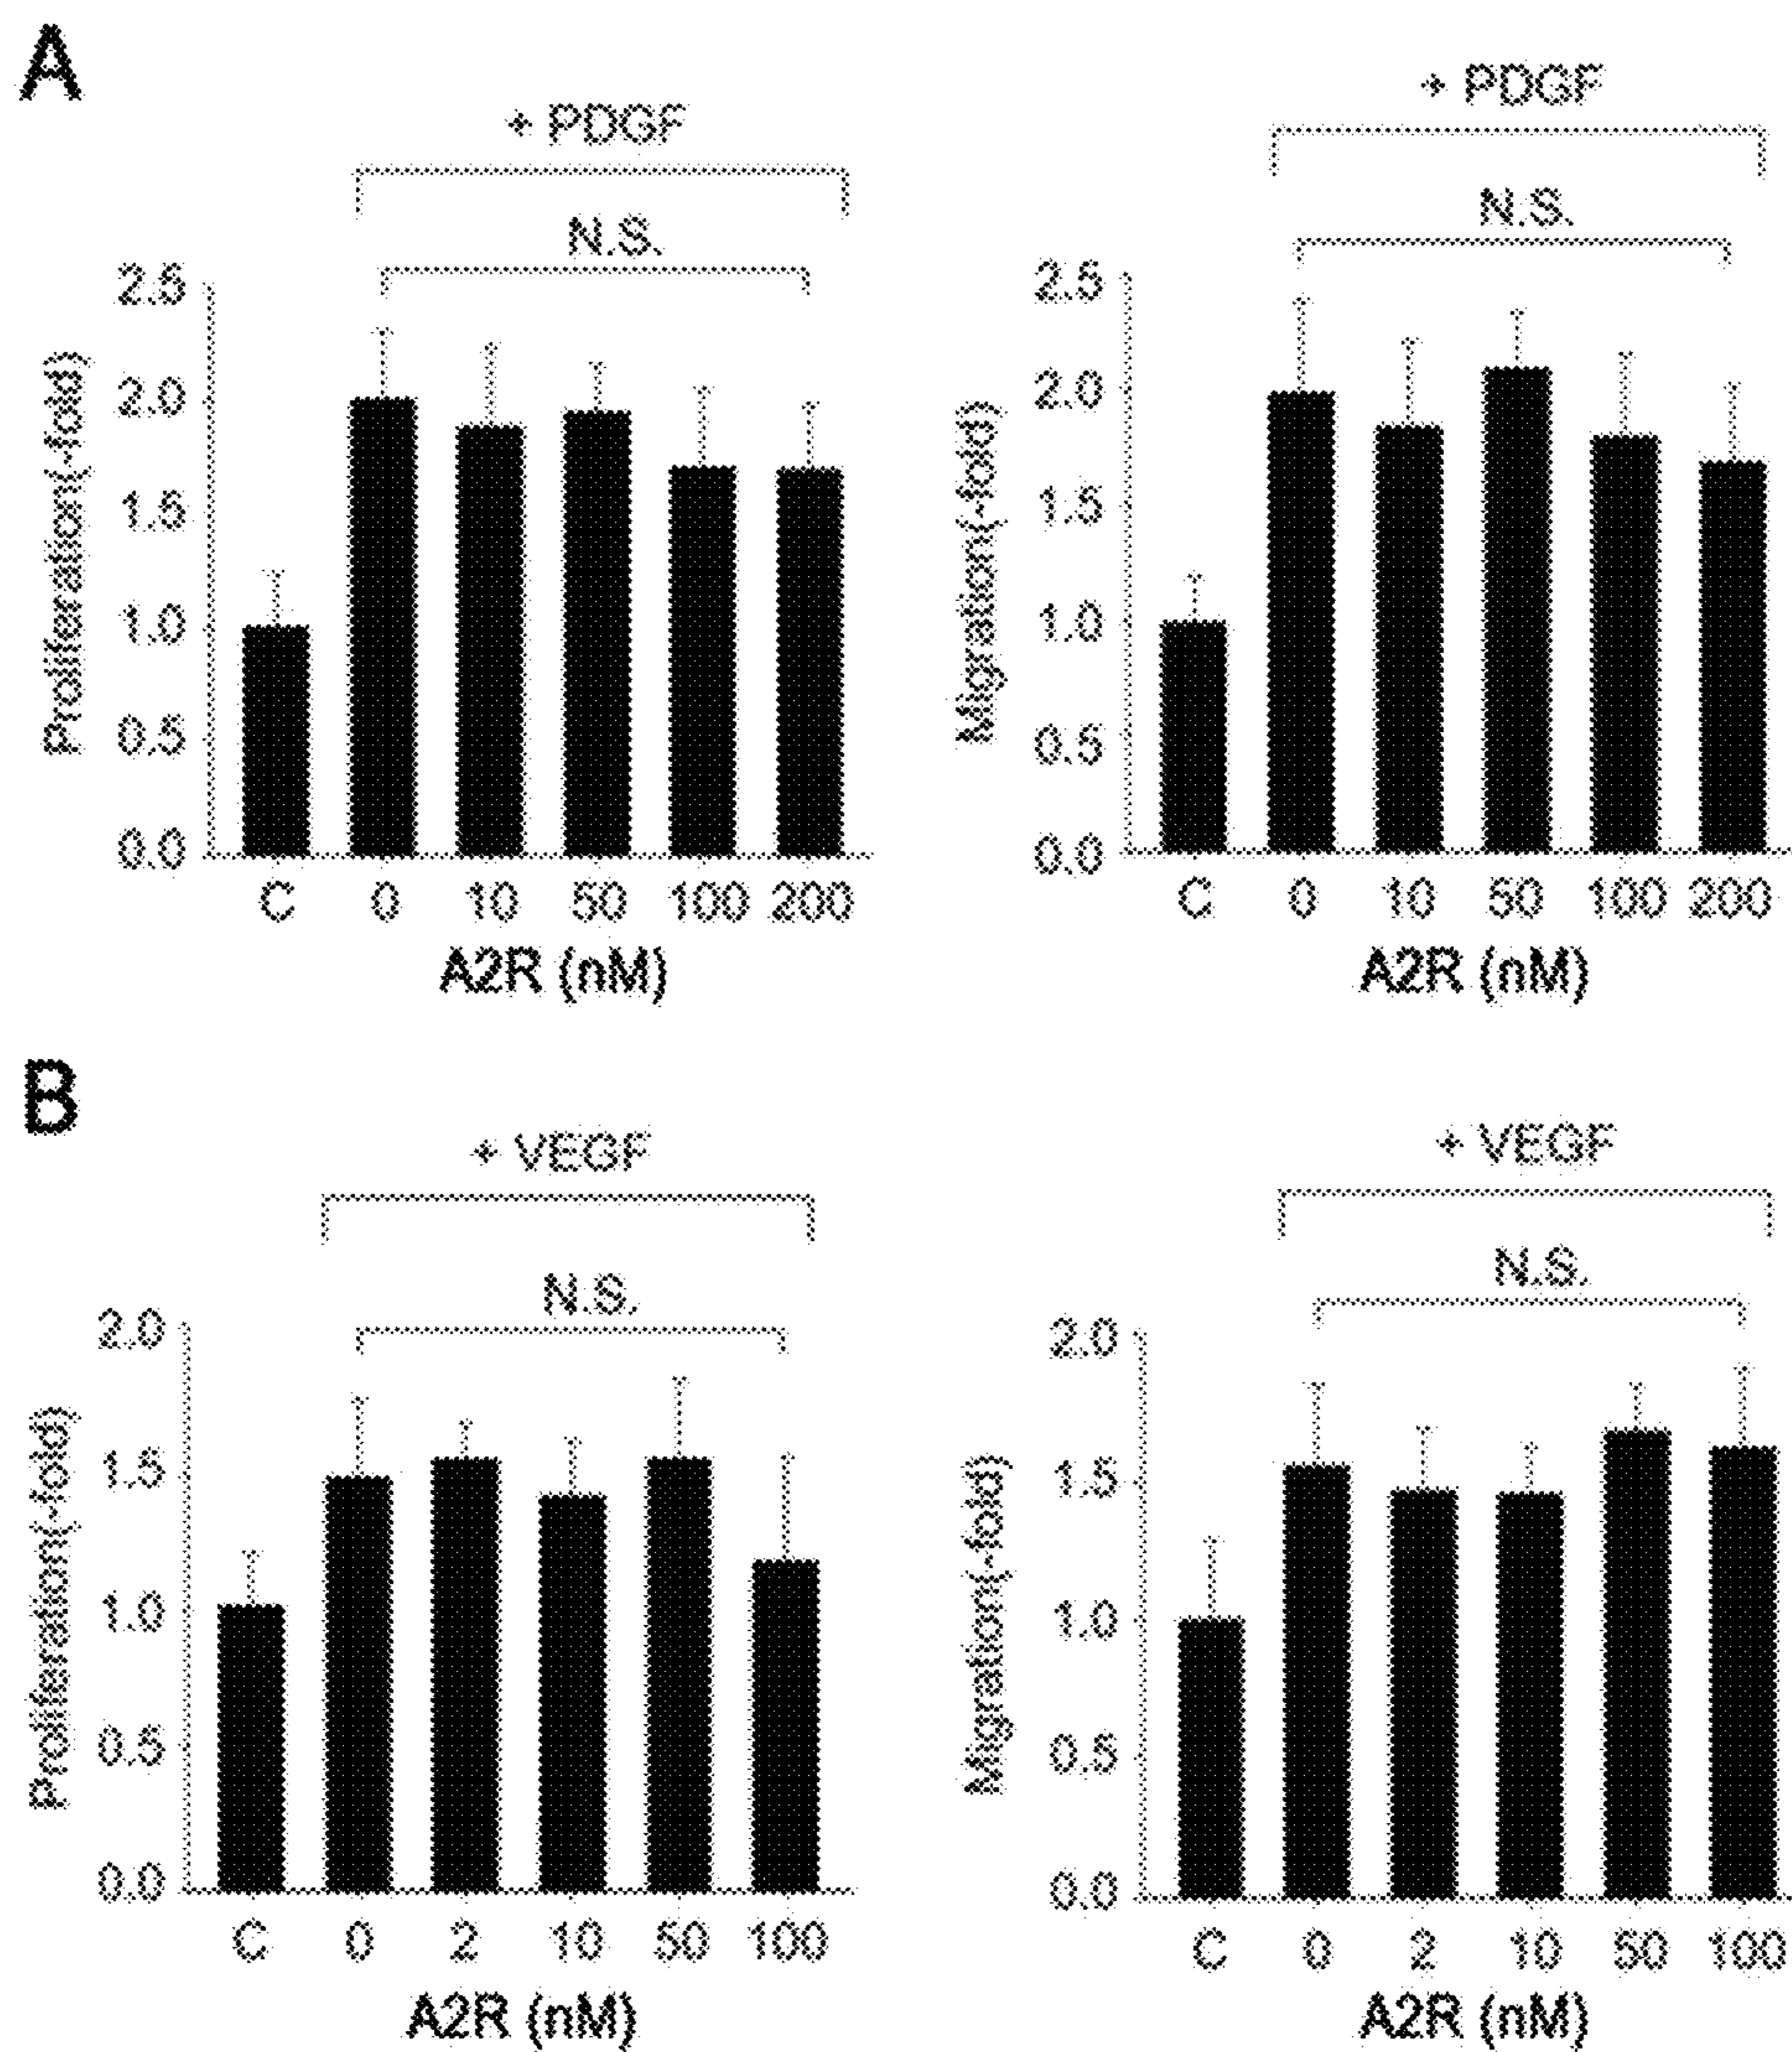 A
+ PDGF
N.S.
2.5
2.0
1.5
1.0
0.5
0.0
Proliferation(-fold)
C 0 10 50 100 200
A2R (nM)
+ PDGF
N.S.
2.5
2.0
1.5
1.0
0.5
0.0
Migration(-fold)
C 0 10 50 100 200
A2R (nM)
B
+ VEGF
N.S.
2.0
1.5
1.0
0.5
0.0
Proliferation(-fold)
C 0 2 10 50 100
A2R (nM)
+ VEGF
N.S.
2.0
1.5
1.0
0.5
0.0
Migration(-fold)
C 0 2 10 50 100
A2R (nM)